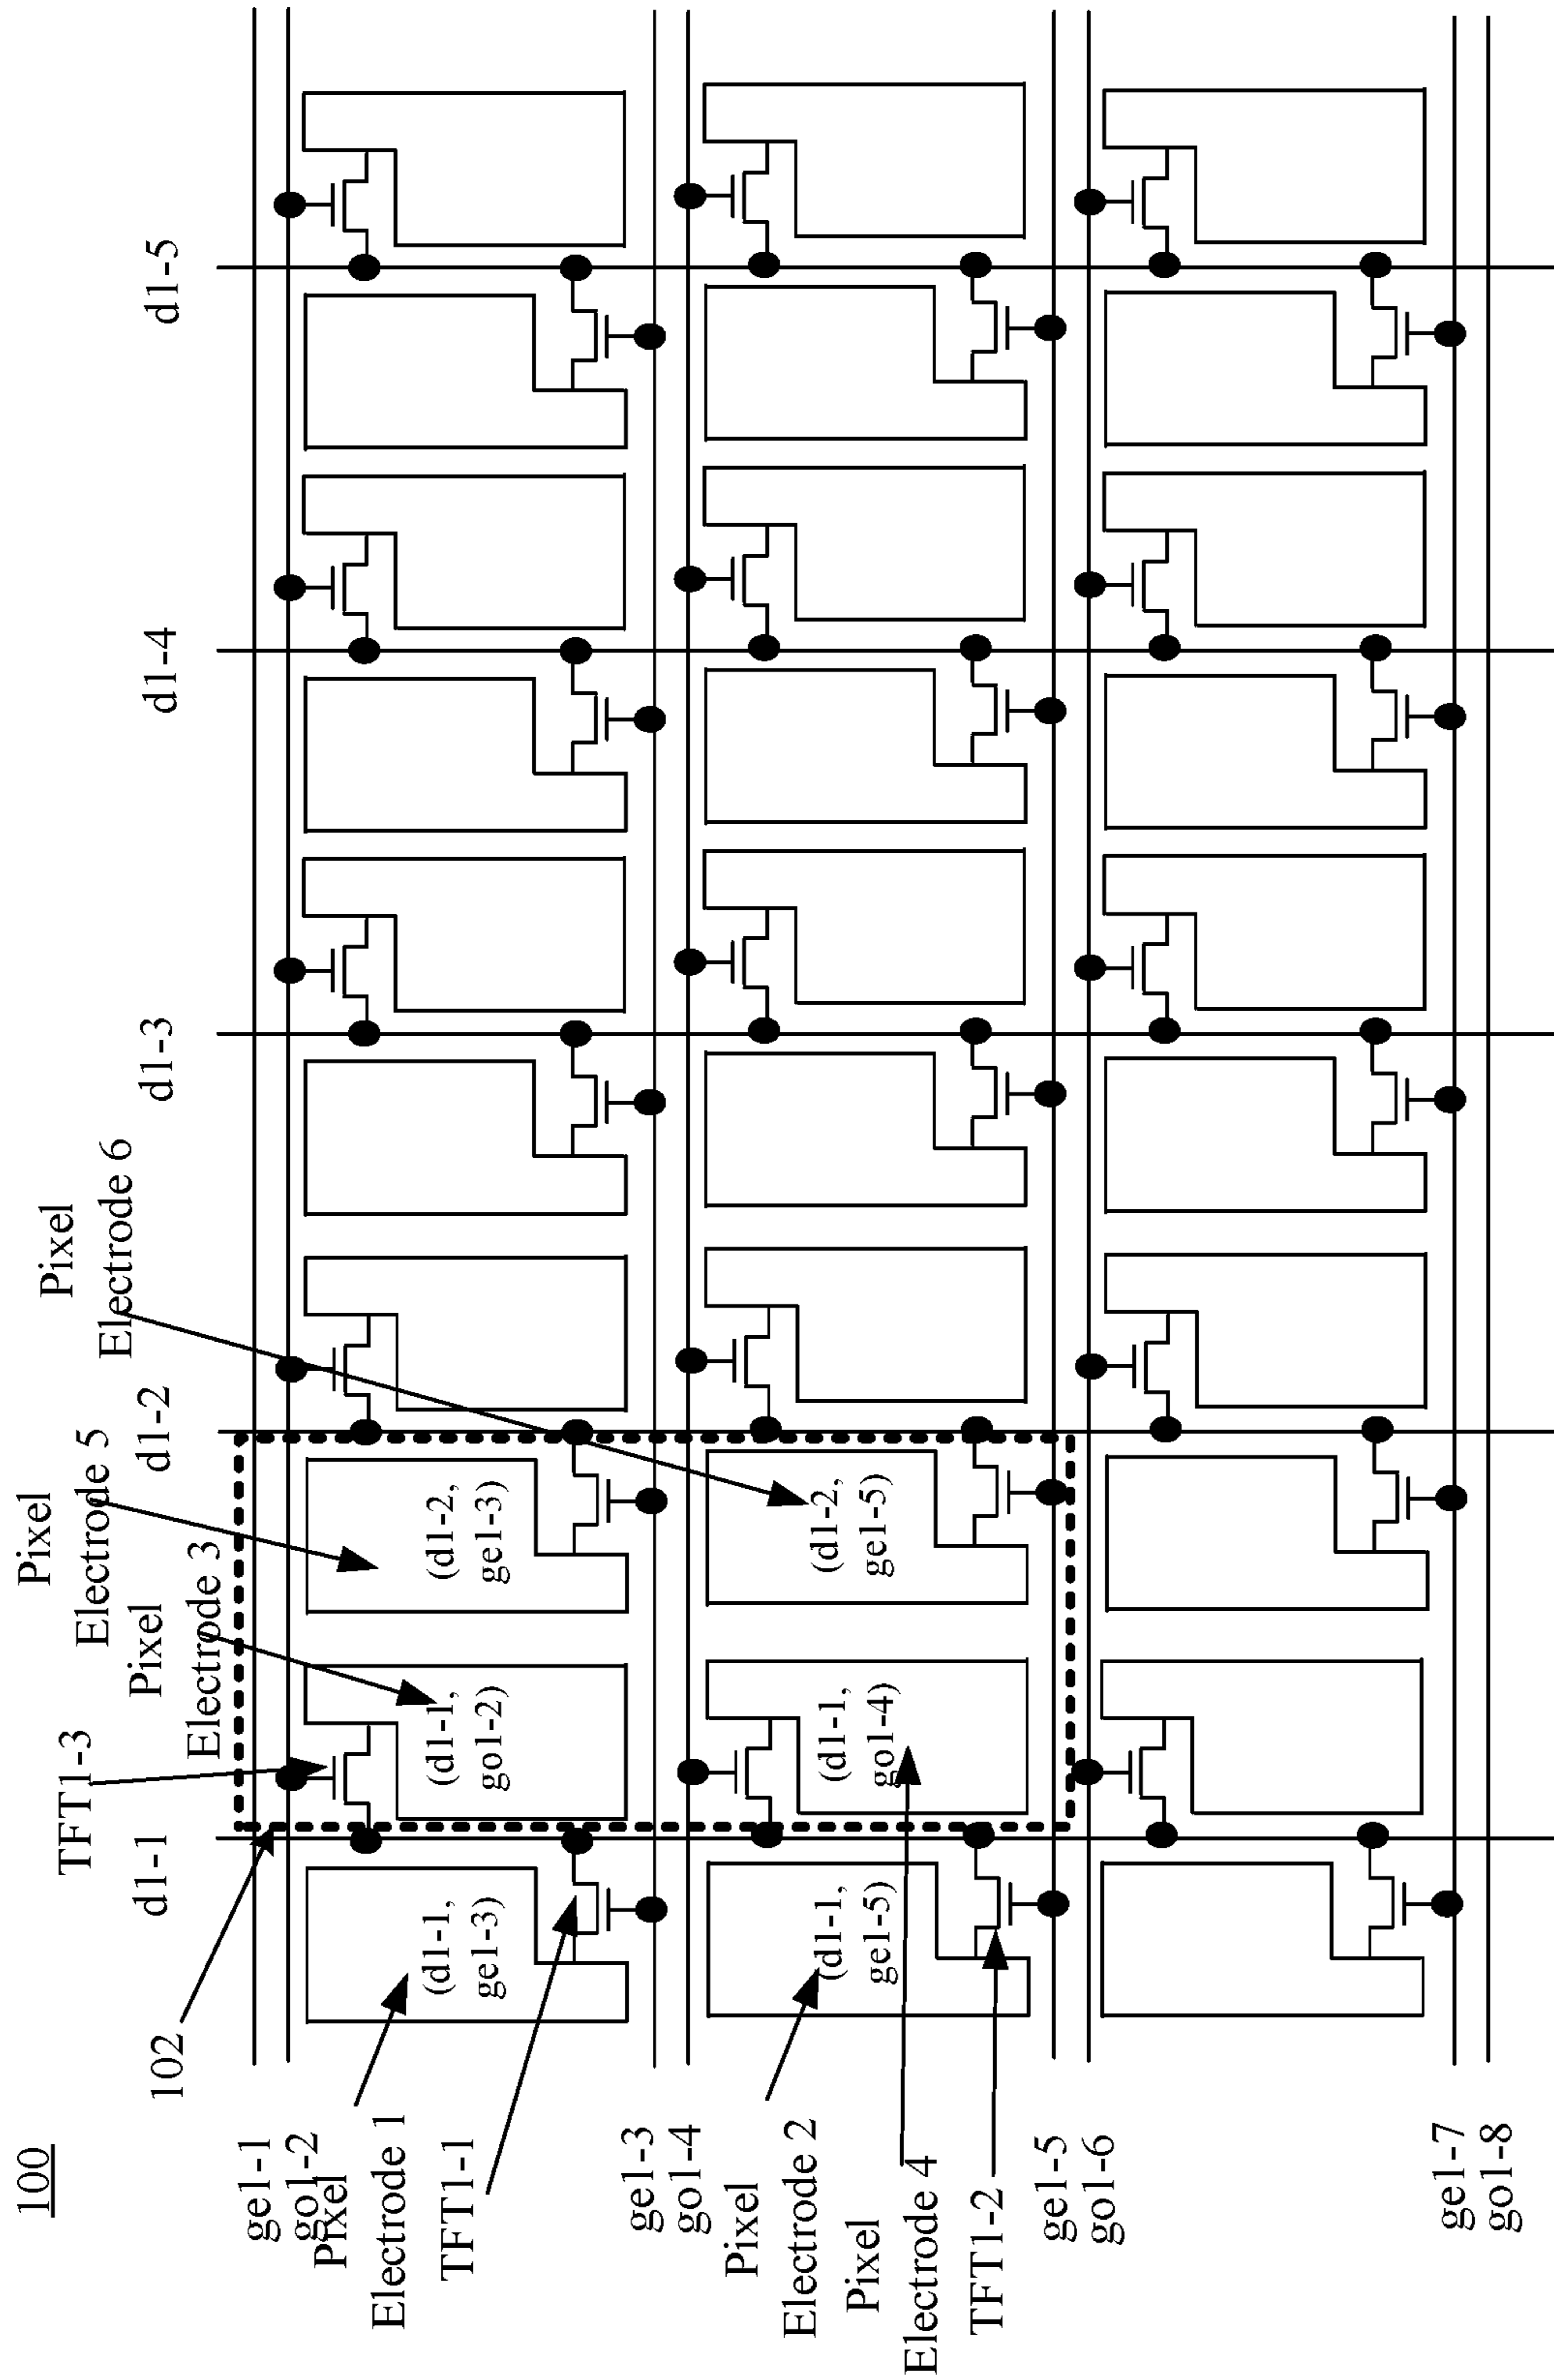 100
Pixel
Electrode 5
Pixel
Electrode 6
TFT1-3
Pixel
Electrode 3
102
d1-1
d1-2
d1-3
d1-4
d1-5
ge1-1
go1-2
Pixel
Electrode 1
TFT1-1
(d1-1,
ge1-3)
(d1-1,
go1-2)
(d1-2,
ge1-3)
ge1-3
go1-4
Pixel
Electrode 2
Pixel
Electrode 4
TFT1-2
(d1-1,
ge1-5)
(d1-1,
go1-4)
(d1-2,
ge1-5)
ge1-5
go1-6
ge1-7
go1-8